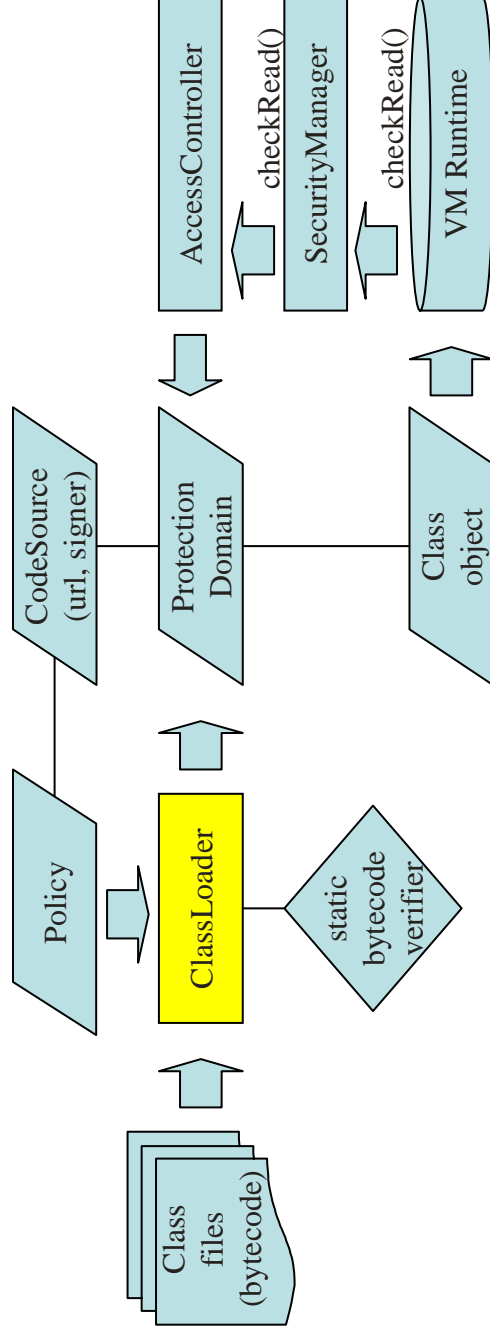 Policy
CodeSource
(url, signer)
Class
files
(bytecode)
ClassLoader
Protection
Domain
AccessController
checkRead()
SecurityManager
checkRead()
static
bytecode
verifier
Class
object
VM Runtime